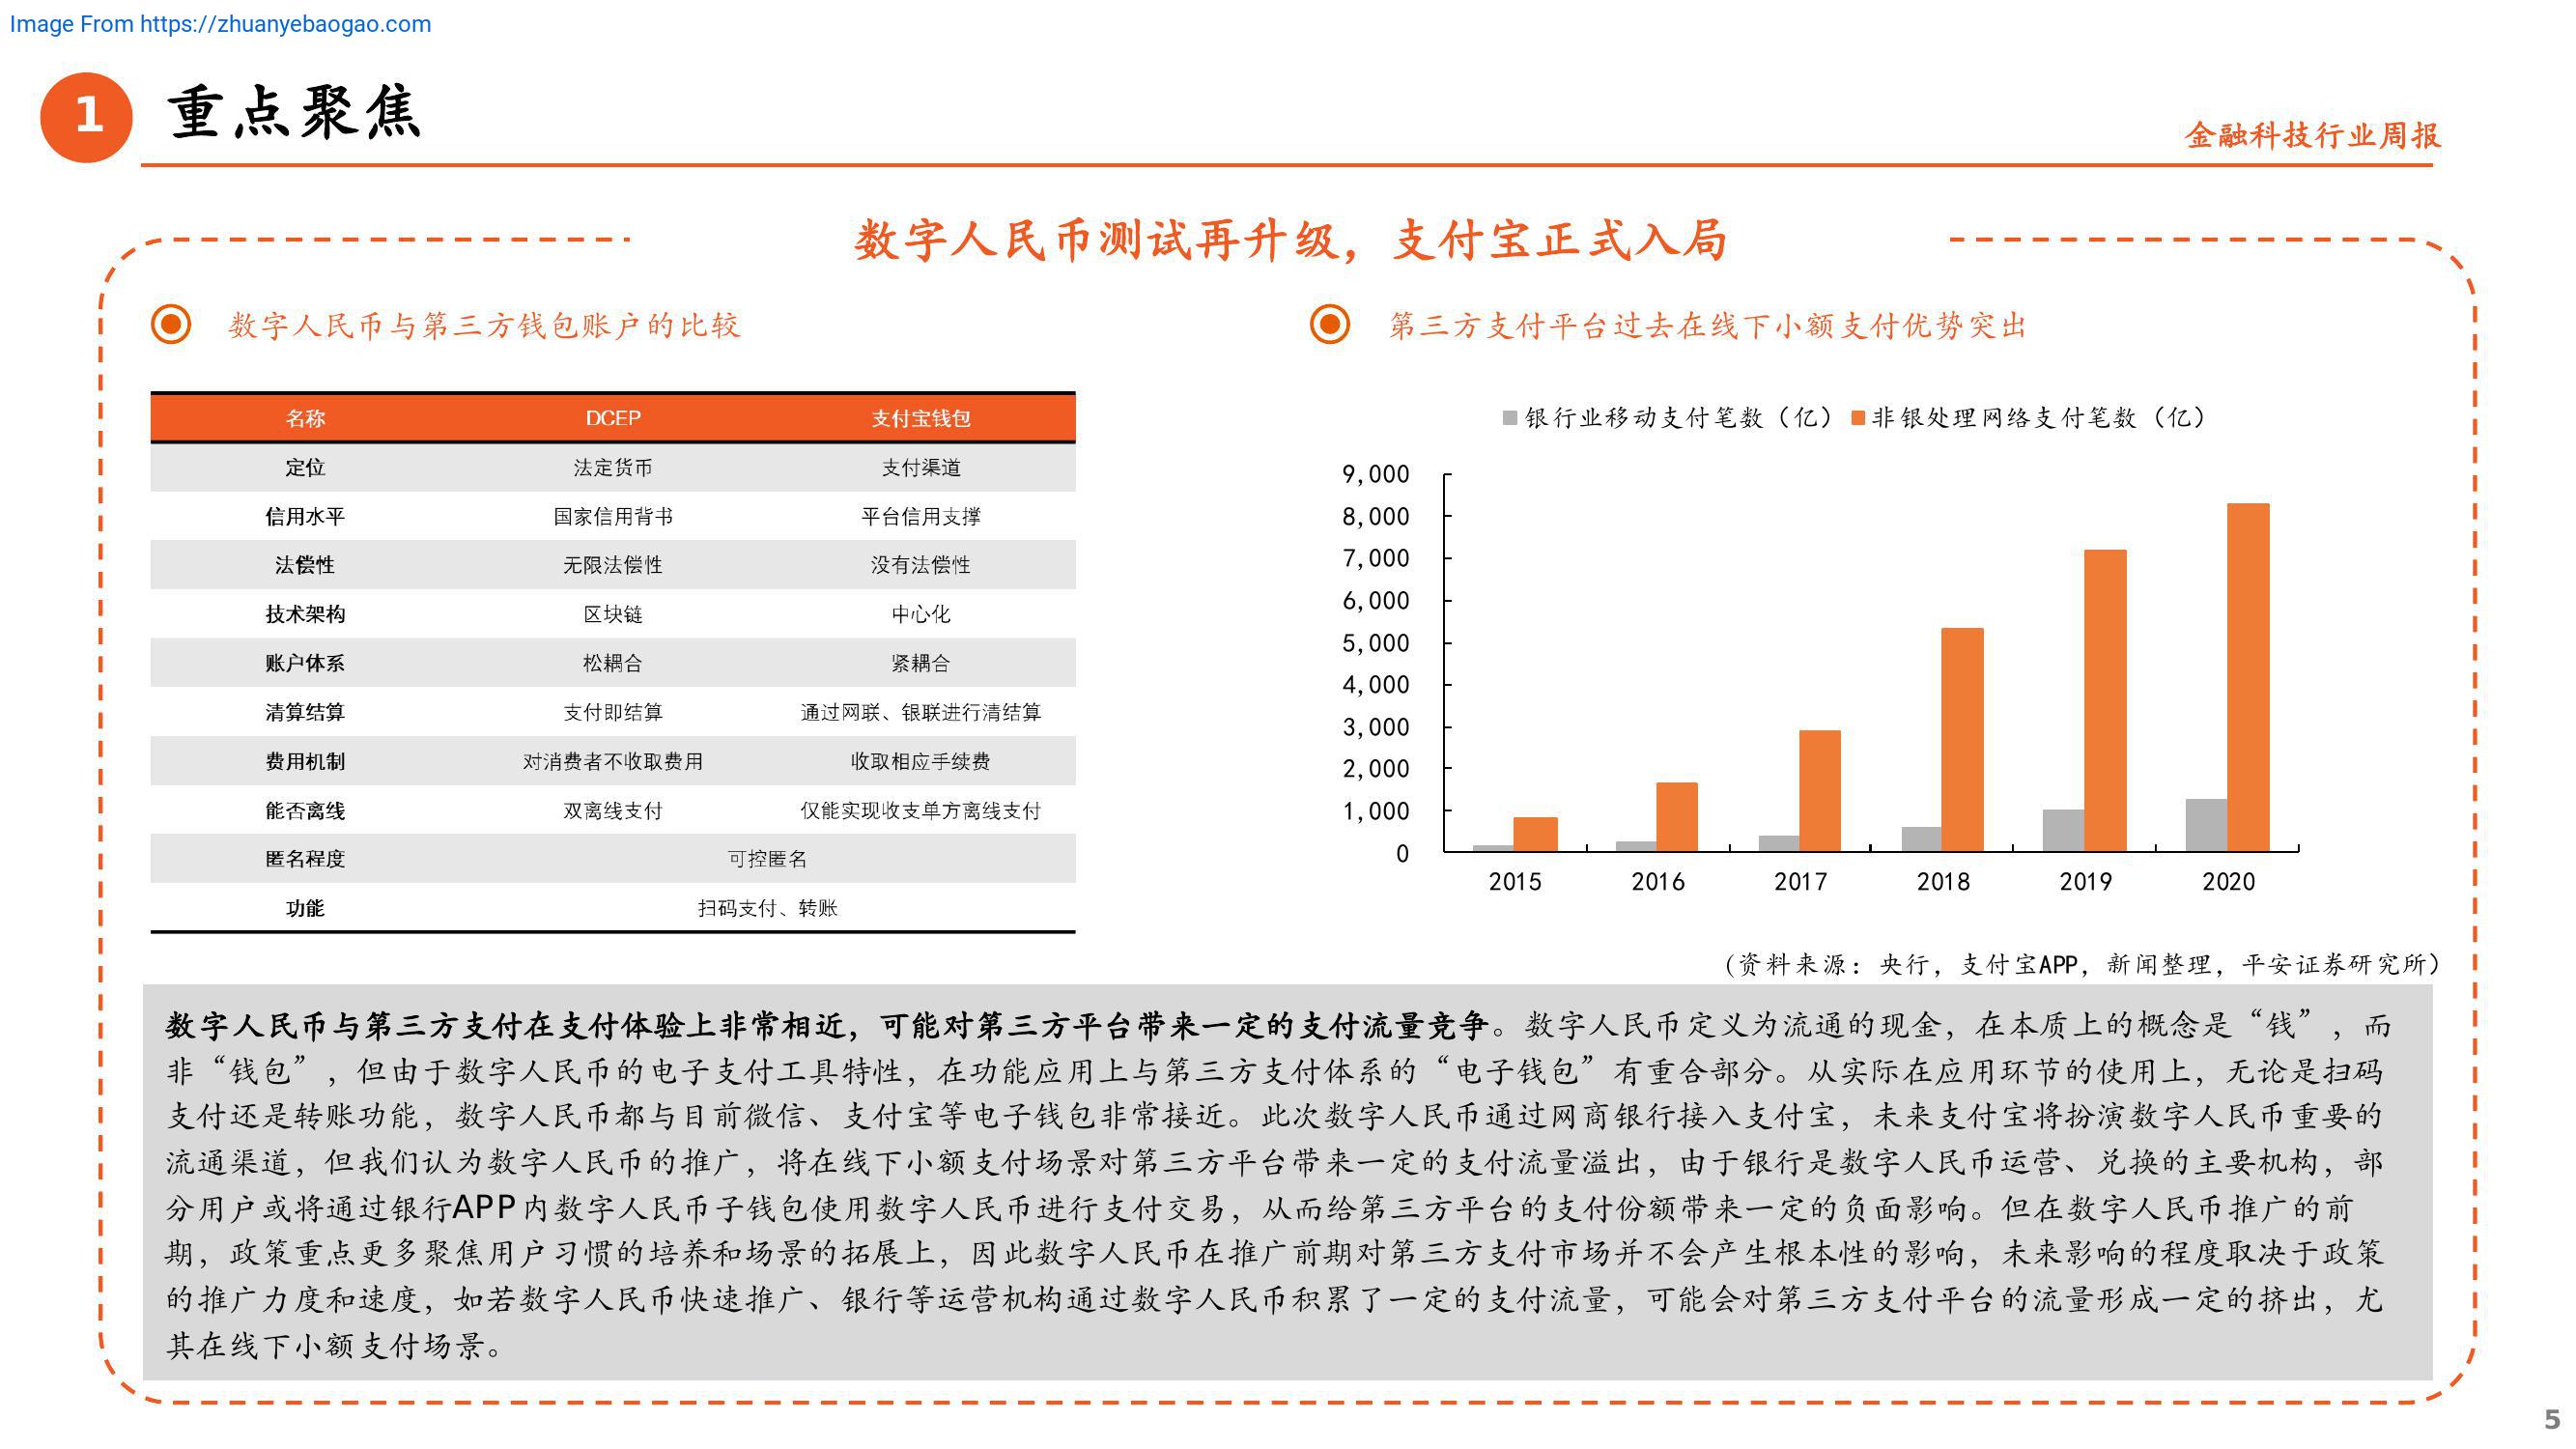 Image From https://zhuanyebaogao.com
1
重点聚焦
金融科技行业周报
数字人民币测试再升级，支付宝正式入局
数字人民币与第三方钱包账户的比较
名称 DCEP 支付宝钱包
定位 法定货币 支付渠道
信用水平 国家信用背书 平台信用支撑
法偿性 无限法偿性 没有法偿性
技术架构 区块链 中心化
账户体系 松耦合 紧耦合
清算结算 支付即结算 通过网联、银联进行清结算
费用机制 对消费者不收取费用 收取相应手续费
能否离线 双离线支付 仅能实现收支单方离线支付
匿名程度 可控匿名
功能 扫码支付、转账
第三方支付平台过去在线下小额支付优势突出
银行业移动支付笔数（亿） 非银处理网络支付笔数（亿）
9,000
8,000
7,000
6,000
5,000
4,000
3,000
2,000
1,000
0
2015 2016 2017 2018 2019 2020
（资料来源：央行，支付宝APP，新闻整理，平安证券研究所）
数字人民币与第三方支付在支付体验上非常相近，可能对第三方平台带来一定的支付流量竞争。数字人民币定义为流通的现金，在本质上的概念是“钱”，而
非“钱包”，但由于数字人民币的电子支付工具特性，在功能应用上与第三方支付体系的“电子钱包”有重合部分。从实际在应用环节的使用上，无论是扫码
支付还是转账功能，数字人民币都与目前微信、支付宝等电子钱包非常接近。此次数字人民币通过网商银行接入支付宝，未来支付宝将扮演数字人民币重要的
流通渠道，但我们认为数字人民币的推广，将在线下小额支付场景对第三方平台带来一定的支付流量溢出，由于银行是数字人民币运营、兑换的主要机构，部
分用户或将通过银行APP内数字人民币子钱包使用数字人民币进行支付交易，从而给第三方平台的支付份额带来一定的负面影响。但在数字人民币推广的前
期，政策重点更多聚焦用户习惯的培养和场景的拓展上，因此数字人民币在推广前期对第三方支付市场并不会产生根本性的影响，未来影响的程度取决于政策
的推广力度和速度，如若数字人民币快速推广、银行等运营机构通过数字人民币积累了一定的支付流量，可能会对第三方支付平台的流量形成一定的挤出，尤
其在线下小额支付场景。
5